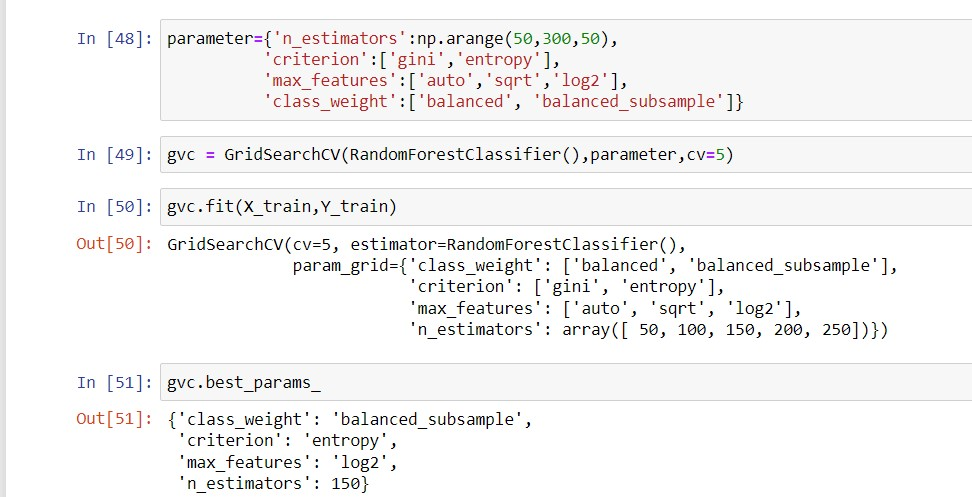 In [48]: parameter={'n_estimators':np.arange(50,300,50),
'criterion':['gini','entropy'],
'max_features':['auto','sqrt','log2'],
'class_weight':['balanced', 'balanced_subsample']}
In [49]: gvc = GridSearchCV(RandomForestClassifier(),parameter,cv=5)
In [50]: gvc.fit(X_train,Y_train)
Out[50]: GridSearchCV(cv=5, estimator=RandomForestClassifier(),
param_grid={'class_weight': ['balanced', 'balanced_subsample'],
'criterion': ['gini', 'entropy'],
'max_features': ['auto', 'sqrt', 'log2'],
'n_estimators': array([ 50, 100, 150, 200, 250])})
In [51]: gvc.best_params_
Out[51]: {'class_weight': 'balanced_subsample',
'criterion': 'entropy',
'max_features': 'log2',
'n_estimators': 150}